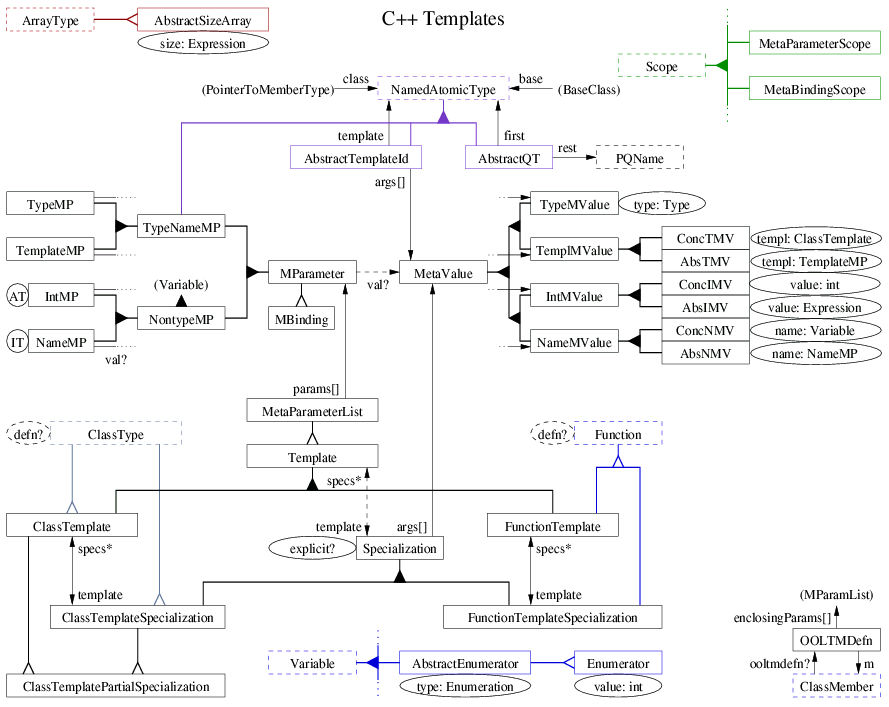 C++ Templates
ArrayType
AbstractSizeArray
size: Expression
MetaParameterScope
Scope
MetaBindingScope
class
base
(PointerToMemberType)
NamedAtomicType
(BaseClass)
template
first
AbstractTemplateId
AbstractQT
rest
PQName
args[]
TypeMP
TypeNameMP
TemplateMP
TypeMValue
type: Type
TemplMValue
ConcTMV
templ: ClassTemplate
AbsTMV
templ: TemplateMP
MParameter
val?
MetaValue
(Variable)
AT
IntMP
NontypeMP
IT
NameMP
val?
MBinding
IntMValue
ConcIMV
value: int
AbsIMV
value: Expression
NameMValue
ConcNMV
name: Variable
AbsNMV
name: NameMP
params[]
MetaParameterList
defn?
ClassType
Template
specs*
defn?
Function
ClassTemplate
specs*
template
args[]
explicit?
Specialization
FunctionTemplate
specs*
template
ClassTemplateSpecialization
template
FunctionTemplateSpecialization
ClassTemplatePartialSpecialization
Variable
AbstractEnumerator
type: Enumeration
Enumerator
value: int
(MParamList)
enclosingParams[]
OOLTMDefn
ooltmdefn?
m
ClassMember